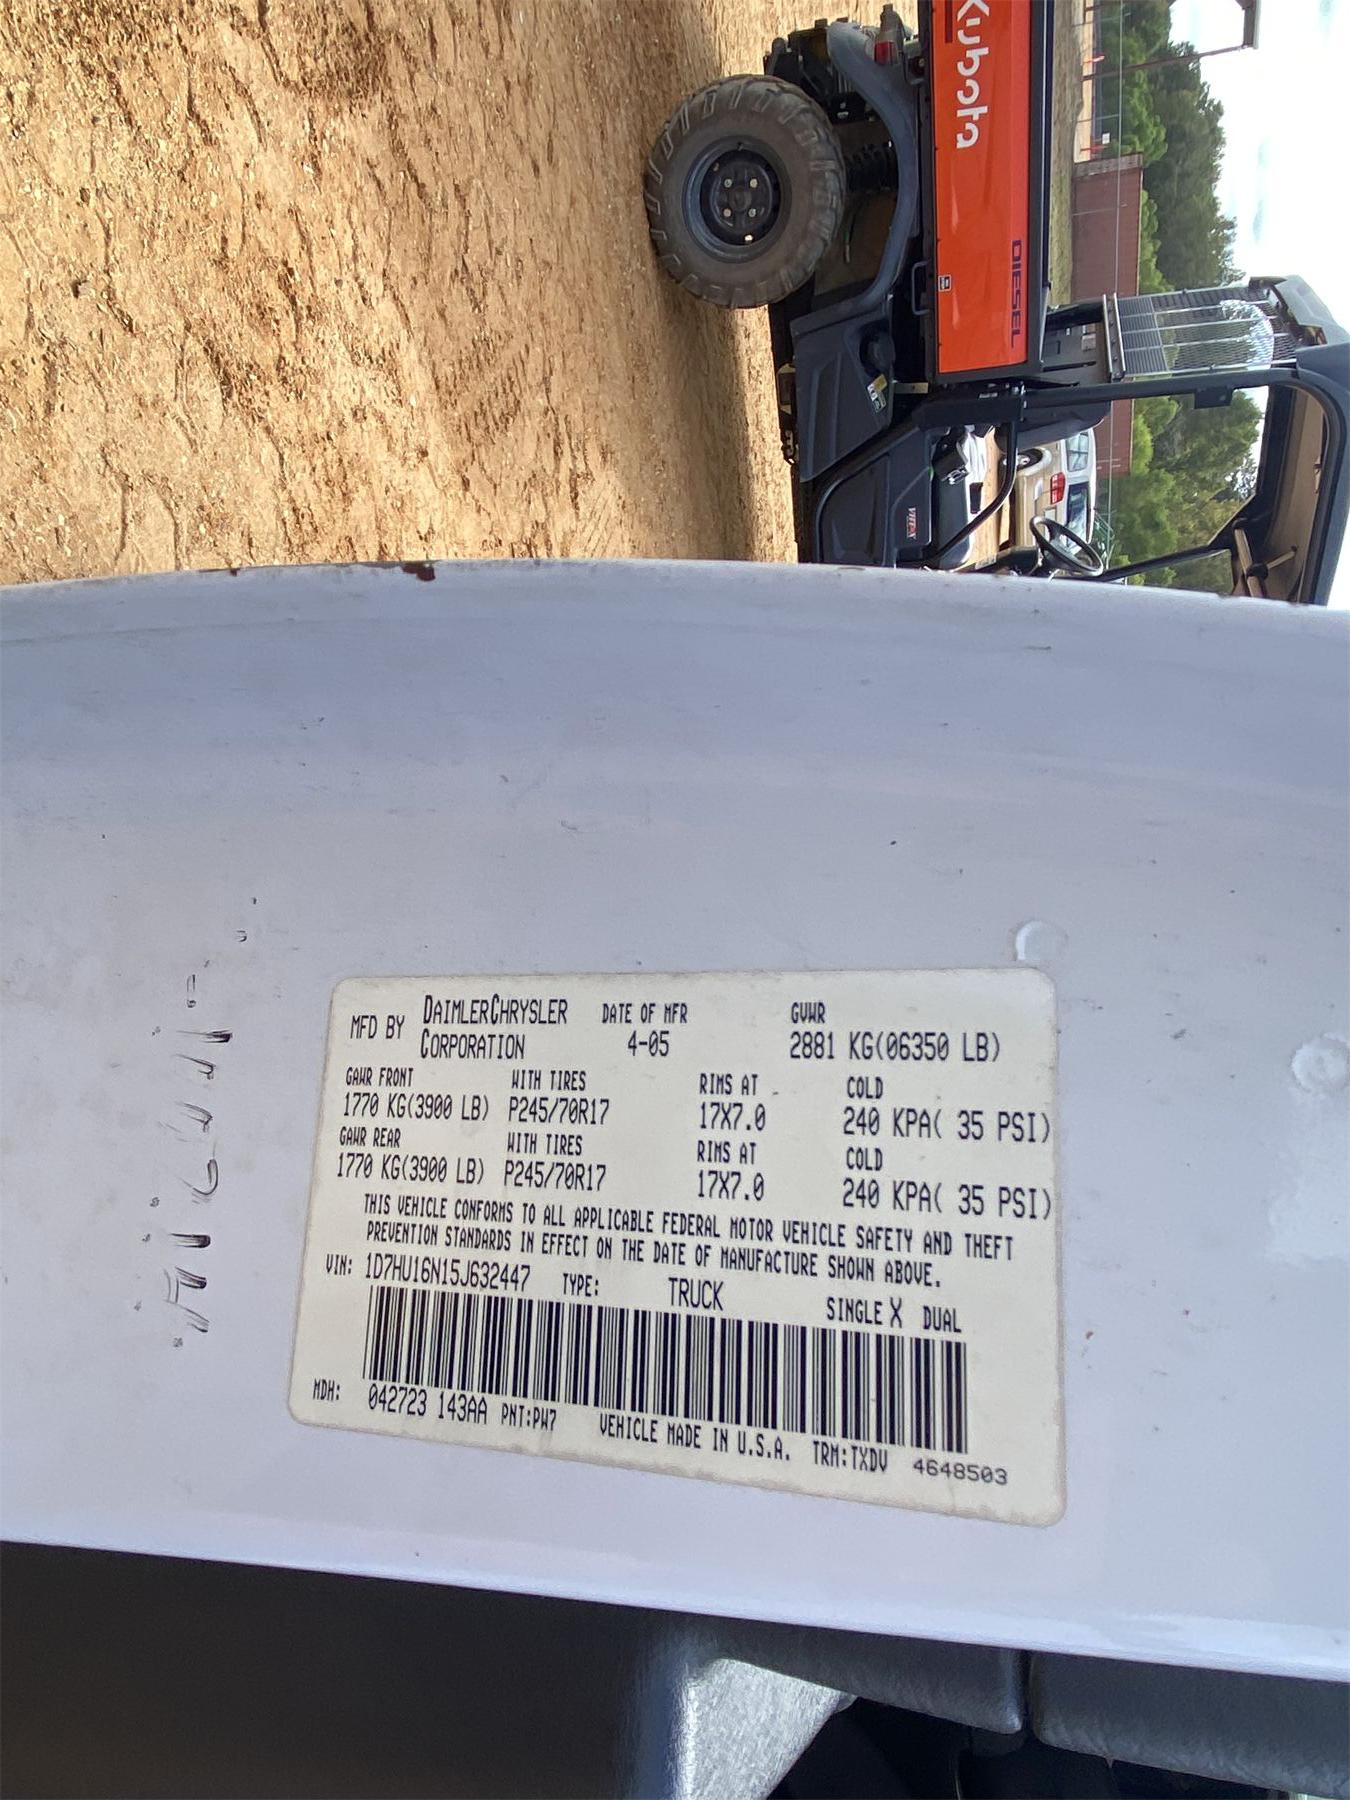 Kubota
DIESEL
MFD BY DAIMLERCHRYSLER CORPORATION
DATE OF MFR 4-05
GVWR 2881 KG(06350 LB)
GAWR FRONT WITH TIRES RIMS AT COLD
1770 KG(3900 LB) P245/70R17 17X7.0 240 KPA( 35 PSI)
GAWR REAR WITH TIRES RIMS AT COLD
1770 KG(3900 LB) P245/70R17 17X7.0 240 KPA( 35 PSI)
THIS VEHICLE CONFORMS TO ALL APPLICABLE FEDERAL MOTOR VEHICLE SAFETY AND THEFT
PREVENTION STANDARDS IN EFFECT ON THE DATE OF MANUFACTURE SHOWN ABOVE.
VIN: 1D7HU16N15J632447 TYPE: TRUCK SINGLE X DUAL
MDH: 042723 143AA PNT:PW7 VEHICLE MADE IN U.S.A. TRM:TXDV 4648503